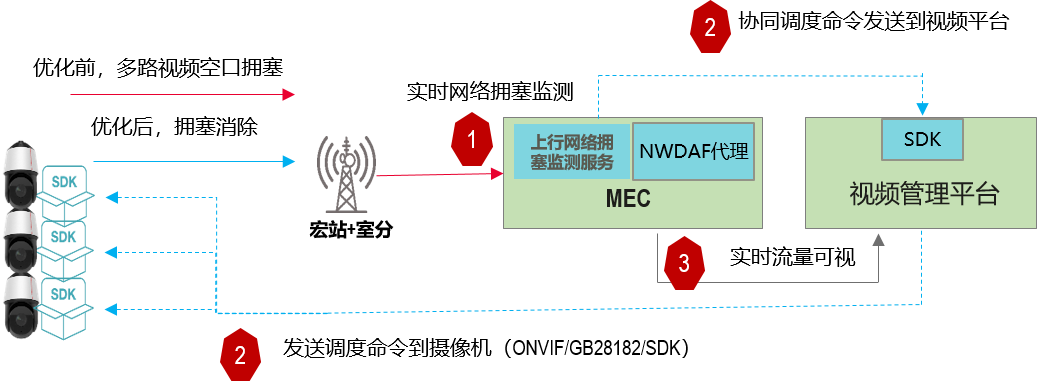 2
协同调度命令发送到视频平台
优化前，多路视频空口拥塞
实时网络拥塞监测
优化后，拥塞消除
1
上行网络拥
塞监测服务
NWDAF代理
MEC
SDK
视频管理平台
SDK
SDK
SDK
宏站+室分
3
实时流量可视
2
发送调度命令到摄像机（ONVIF/GB28182/SDK）